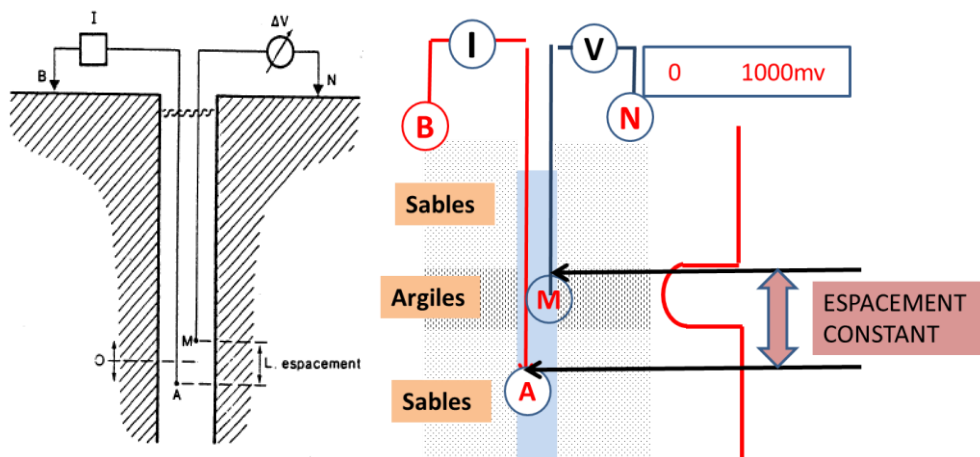 I
ΔV
B
N
M
O
L. espacement
A
I
V
0 1000mv
B
N
Sables
Argiles
M
ESPACEMENT
CONSTANT
A
Sables